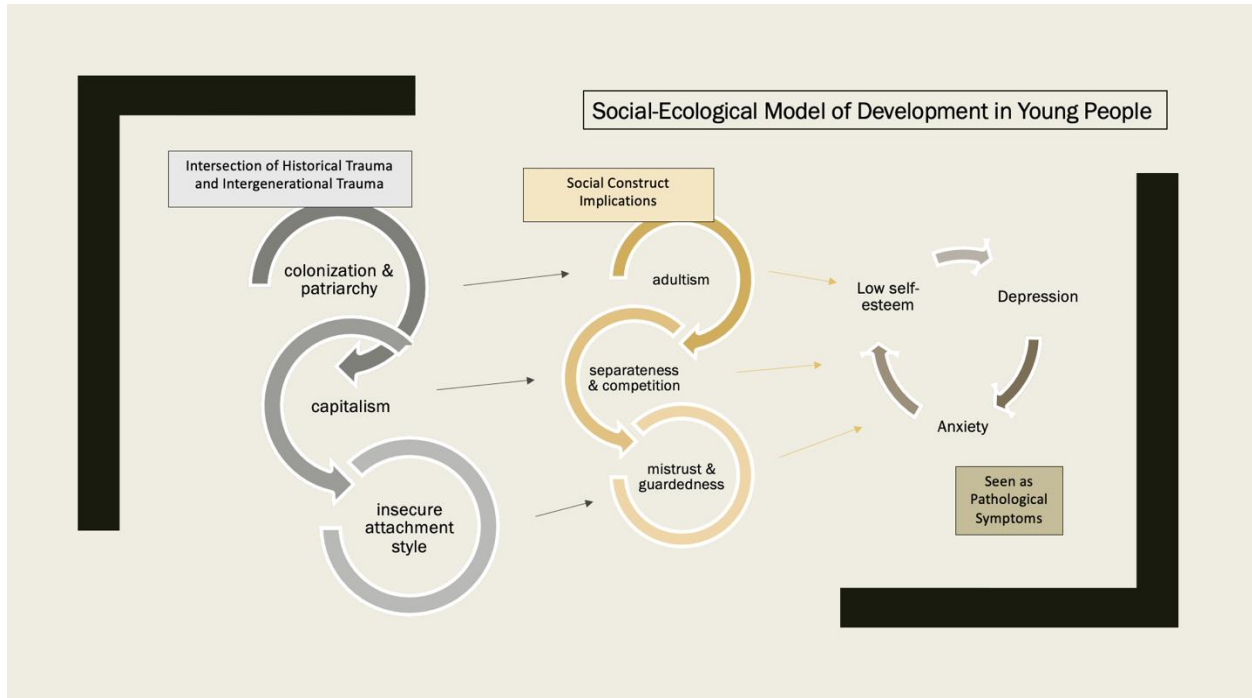 Social-Ecological Model of Development in Young People
Intersection of Historical Trauma
and Intergenerational Trauma
colonization &
patriarchy
capitalism
insecure
attachment
style
Social Construct
Implications
adultism
separateness
& competition
mistrust &
guardedness
Low self-
esteem
Depression
Anxiety
Seen as
Pathological
Symptoms